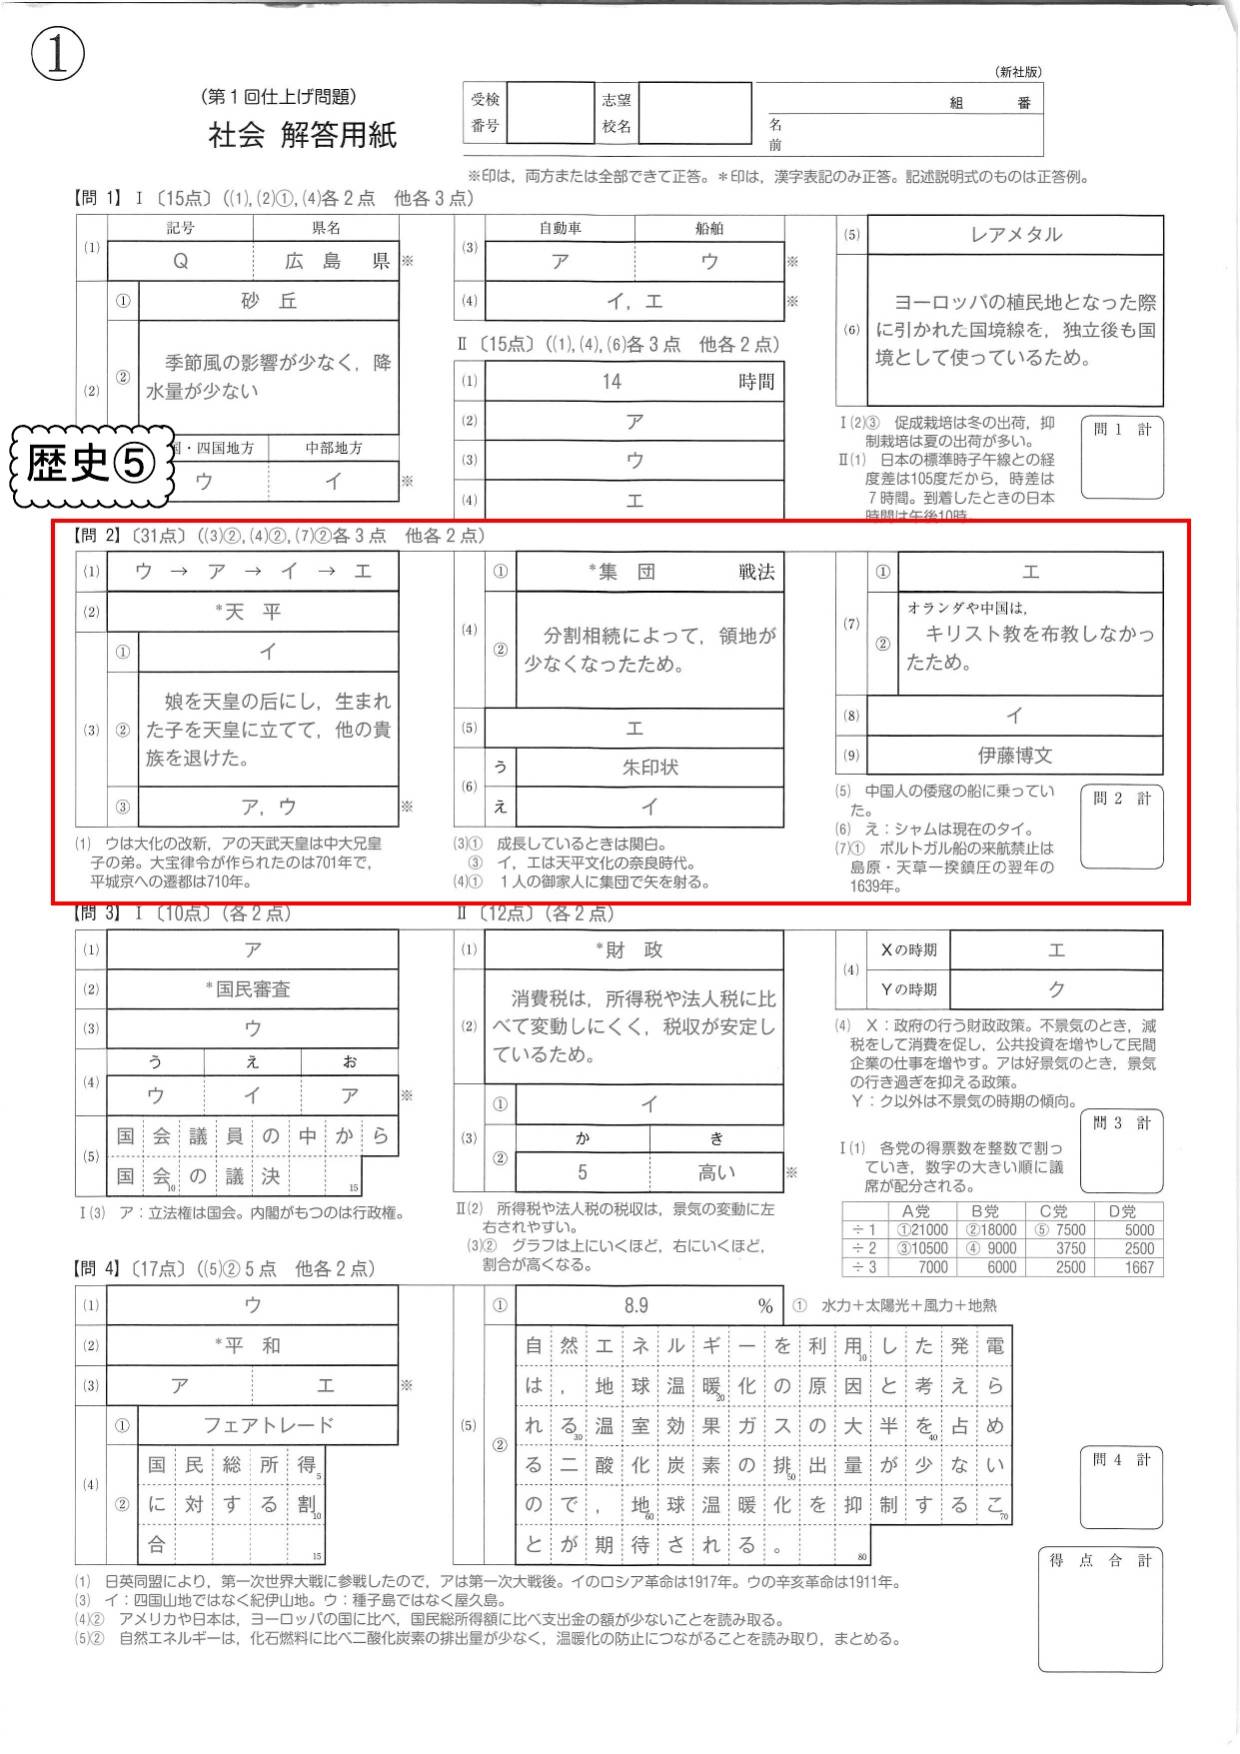 ①
(新社版)
(第1回仕上げ問題)
社会 解答用紙
受検番号
志望校名
組 番
名前
※印は，両方または全部できて正答。＊印は，漢字表記のみ正答。記述説明式のものは正答例。
【問 1】 Ⅰ 〔15点〕 ((1),(2)①,(4)各2点 他各3点)
(1) 記号 県名
Q 広 島 県 ※
(2) ① 砂 丘
② 季節風の影響が少なく，降
水量が少ない
・四国地方 中部地方
ウ イ ※
歴史⑤
(3) 自動車 船舶
ア ウ ※
(4) イ，エ ※
Ⅱ 〔15点〕 ((1),(4),(6)各3点 他各2点)
(1) 14 時間
(2) ア
(3) ウ
(4) エ
(5) レアメタル
(6) ヨーロッパの植民地となった際
に引かれた国境線を，独立後も国
境として使っているため。
Ⅰ(2)③ 促成栽培は冬の出荷，抑
制栽培は夏の出荷が多い。
Ⅱ(1) 日本の標準時子午線との経
度差は105度だから，時差は
7時間。到着したときの日本
時間は午後10時。
問 1 計
【問 2】 〔31点〕 ((3)②,(4)②,(7)②各3点 他各2点)
(1) ウ → ア → イ → エ
(2) *天 平
(3) ① イ
② 娘を天皇の后にし，生まれ
た子を天皇に立てて，他の貴
族を退けた。
③ ア，ウ ※
(1) ウは大化の改新，アの天武天皇は中大兄皇
子の弟。大宝律令が作られたのは701年で，
平城京への遷都は710年。
(4) ① *集 団 戦法
② 分割相続によって，領地が
少なくなったため。
(5) エ
(6) う 朱印状
え イ
(3)① 成長しているときは関白。
③ イ，エは天平文化の奈良時代。
(4)① 1人の御家人に集団で矢を射る。
(7) ① エ
② オランダや中国は，
キリスト教を布教しなかっ
たため。
(8) イ
(9) 伊藤博文
(5) 中国人の倭寇の船に乗ってい
た。
(6) え：シャムは現在のタイ。
(7)① ポルトガル船の来航禁止は
島原・天草一揆鎮圧の翌年の
1639年。
問 2 計
【問 3】 Ⅰ 〔10点〕 (各2点)
(1) ア
(2) *国民審査
(3) ウ
(4) う え お
ウ イ ア ※
(5) 国会議員の中から
国会の議決
10 15
Ⅰ(3) ア：立法権は国会。内閣がもつのは行政権。
Ⅱ 〔12点〕 (各2点)
(1) *財 政
(2) 消費税は，所得税や法人税に比
べて変動しにくく，税収が安定し
ているため。
(3) ① イ
② か き
5 高い ※
Ⅱ(2) 所得税や法人税の税収は，景気の変動に左
右されやすい。
(3)② グラフは上にいくほど，右にいくほど，
割合が高くなる。
(4) Xの時期 エ
Yの時期 ク
(4) X：政府の行う財政政策。不景気のとき，減
税をして消費を促し，公共投資を増やして民間
企業の仕事を増やす。アは好景気のとき，景気
の行き過ぎを抑える政策。
Y：ク以外は不景気の時期の傾向。
Ⅰ(1) 各党の得票数を整数で割っ
ていき，数字の大きい順に議
席が配分される。
問 3 計
A党 B党 C党 D党
÷1 ①21000 ②18000 ⑤ 7500 5000
÷2 ③10500 ④ 9000 3750 2500
÷3 7000 6000 2500 1667
【問 4】 〔17点〕 ((5)②5点 他各2点)
(1) ウ
(2) *平 和
(3) ア エ ※
(4) ① フェアトレード
② 国民総所得
に対する割
合
5 10 15
(5) ① 8.9 % ① 水力＋太陽光＋風力＋地熱
② 自然エネルギーを利用した発電
は，地球温暖化の原因と考えら
れる温室効果ガスの大半を占め
る二酸化炭素の排出量が少ない
ので，地球温暖化を抑制するこ
とが期待される。
10 20 30 40 50 60 70 80
問 4 計
得 点 合 計
(1) 日英同盟により，第一次世界大戦に参戦したので，アは第一次大戦後。イのロシア革命は1917年。ウの辛亥革命は1911年。
(3) イ：四国山地ではなく紀伊山地。ウ：種子島ではなく屋久島。
(4)② アメリカや日本は，ヨーロッパの国に比べ，国民総所得額に比べ支出金の額が少ないことを読み取る。
(5)② 自然エネルギーは，化石燃料に比べ二酸化炭素の排出量が少なく，温暖化の防止につながることを読み取り，まとめる。